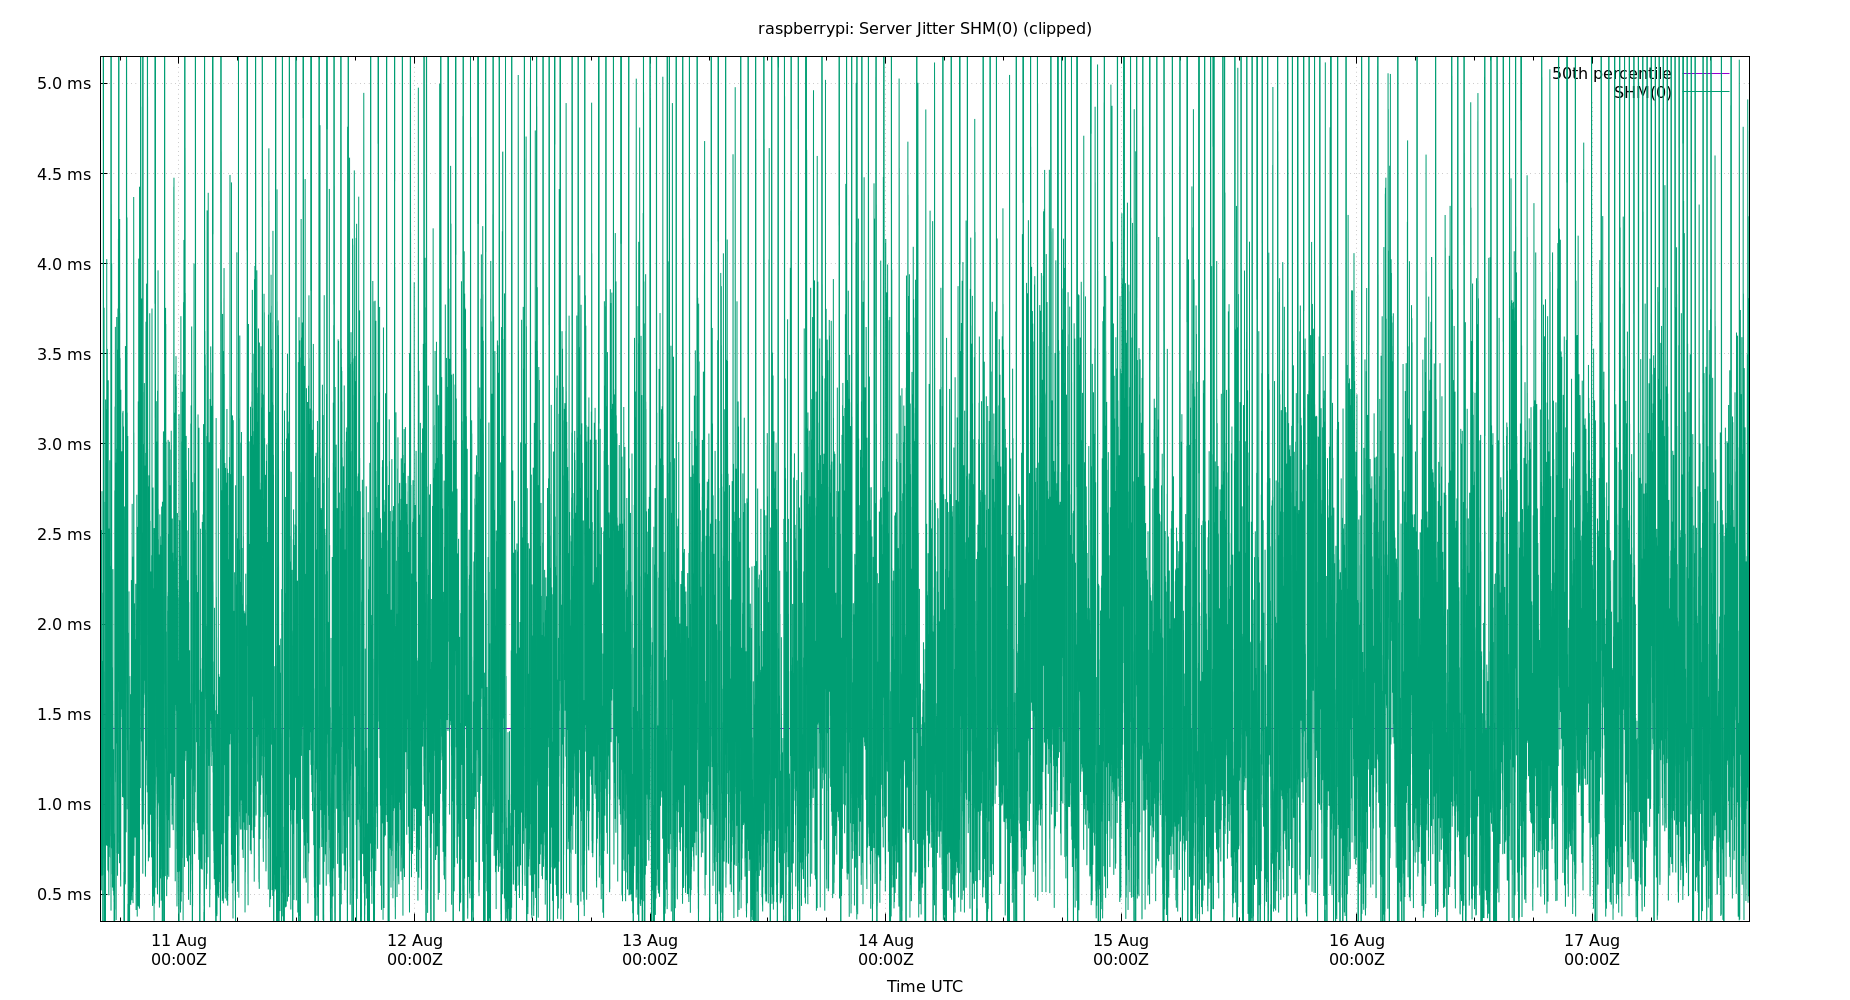 raspberrypi: Server Jitter SHM(0) (clipped)
50th percentile
SHM(0)
5.0 ms
4.5 ms
4.0 ms
3.5 ms
3.0 ms
2.5 ms
2.0 ms
1.5 ms
1.0 ms
0.5 ms
11 Aug 12 Aug 13 Aug 14 Aug 15 Aug 16 Aug 17 Aug
00:00Z 00:00Z 00:00Z 00:00Z 00:00Z 00:00Z 00:00Z
Time UTC